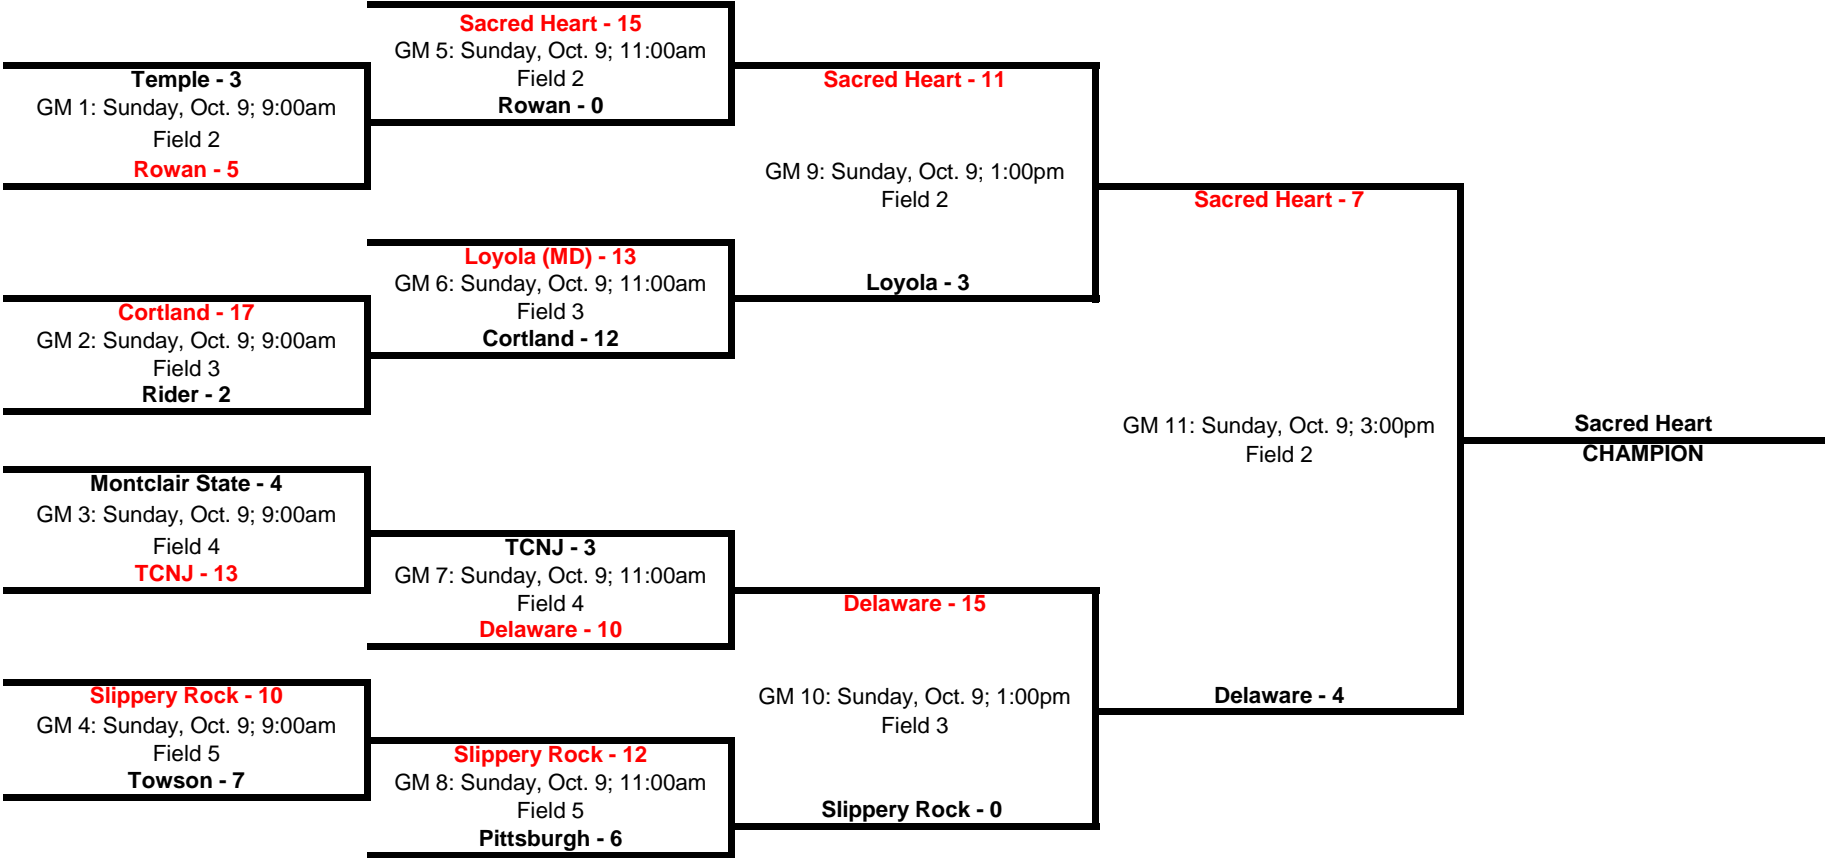 Sacred Heart - 15
GM 5: Sunday, Oct. 9; 11:00am
Field 2
Rowan - 0
Temple - 3
GM 1: Sunday, Oct. 9; 9:00am
Field 2
Rowan - 5
Sacred Heart - 11
GM 9: Sunday, Oct. 9; 1:00pm
Field 2
Loyola - 3
Sacred Heart - 7
Loyola (MD) - 13
GM 6: Sunday, Oct. 9; 11:00am
Field 3
Cortland - 12
Cortland - 17
GM 2: Sunday, Oct. 9; 9:00am
Field 3
Rider - 2
GM 11: Sunday, Oct. 9; 3:00pm
Field 2
Sacred Heart
CHAMPION
Montclair State - 4
GM 3: Sunday, Oct. 9; 9:00am
Field 4
TCNJ - 13
TCNJ - 3
GM 7: Sunday, Oct. 9; 11:00am
Field 4
Delaware - 10
Delaware - 15
GM 10: Sunday, Oct. 9; 1:00pm
Field 3
Slippery Rock - 0
Delaware - 4
Slippery Rock - 10
GM 4: Sunday, Oct. 9; 9:00am
Field 5
Towson - 7
Slippery Rock - 12
GM 8: Sunday, Oct. 9; 11:00am
Field 5
Pittsburgh - 6